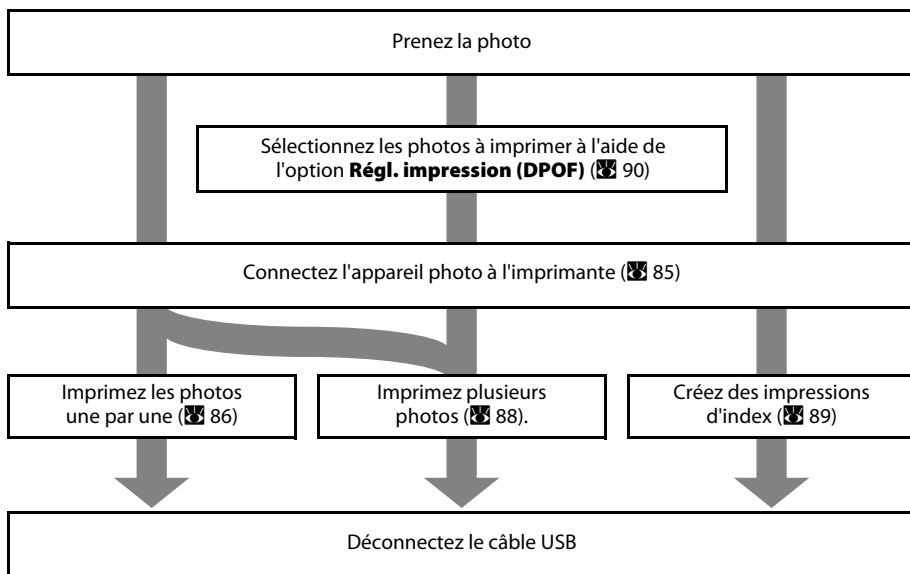 Prenez la photo
Sélectionnez les photos à imprimer à l'aide de
l'option Régl. impression (DPOF) ( 90)
Connectez l'appareil photo à l'imprimante ( 85)
Imprimez les photos
une par une ( 86)
Imprimez plusieurs
photos ( 88).
Créez des impressions
d'index ( 89)
Déconnectez le câble USB